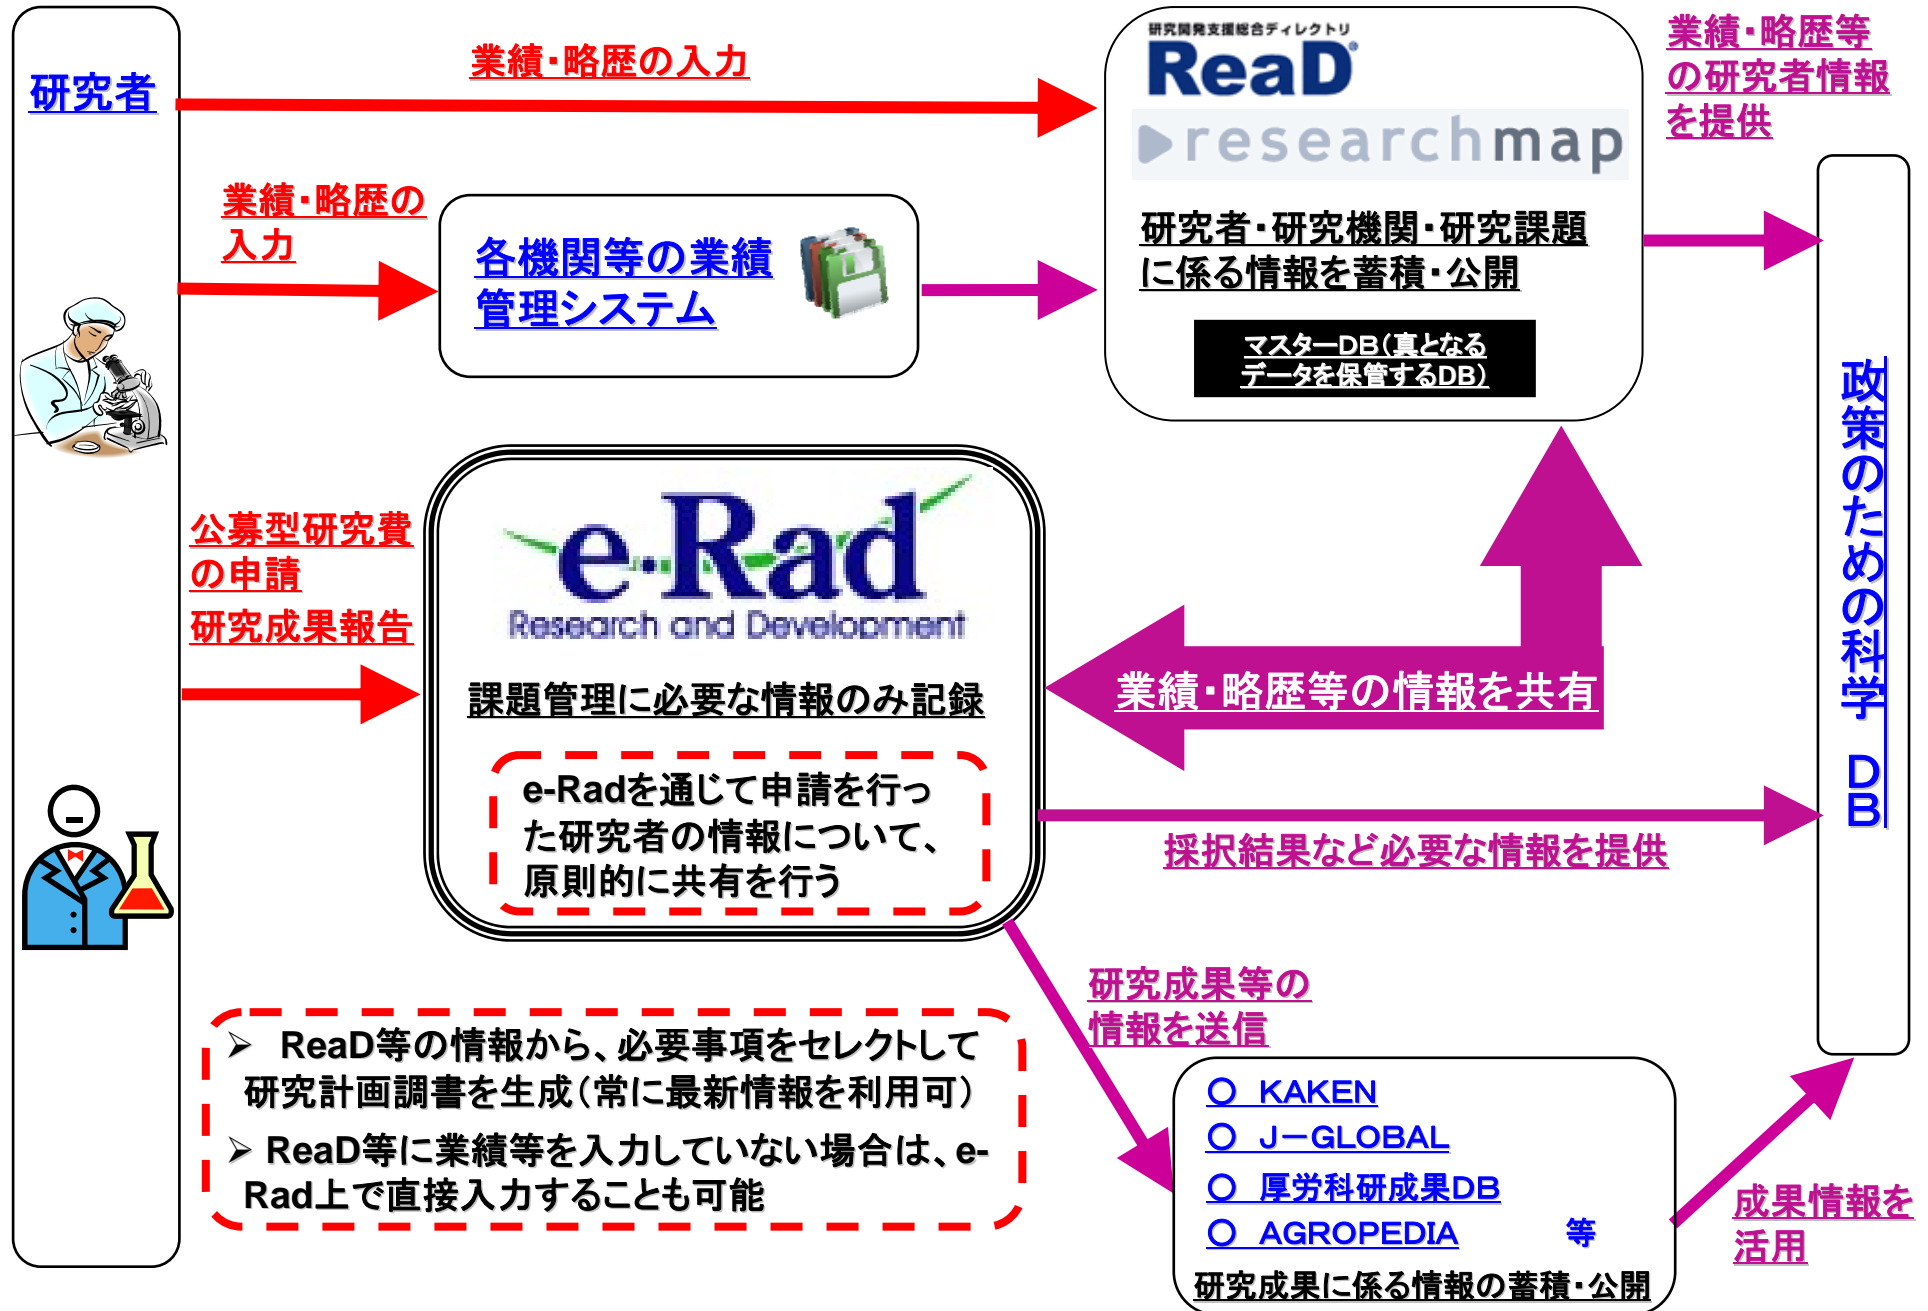 研究者
業績・略歴の入力
業績・略歴の
入力
公募型研究費
の申請
研究成果報告
各機関等の業績
管理システム
研究開発支援総合ディレクトリ
ReaD
researchmap
研究者・研究機関・研究課題
に係る情報を蓄積・公開
マスターDB(真となる
データを保管するDB)
業績・略歴等
の研究者情報
を提供
政策のための科学 DB
e-Rad
Research and Development
課題管理に必要な情報のみ記録
e-Radを通じて申請を行っ
た研究者の情報について、
原則的に共有を行う
業績・略歴等の情報を共有
採択結果など必要な情報を提供
研究成果等の
情報を送信
➢ ReaD等の情報から、必要事項をセレクトして
研究計画調書を生成(常に最新情報を利用可)
➢ ReaD等に業績等を入力していない場合は、e-
Rad上で直接入力することも可能
○ KAKEN
○ J-GLOBAL
○ 厚労科研成果DB
○ AGROPEDIA 等
研究成果に係る情報の蓄積・公開
成果情報を
活用